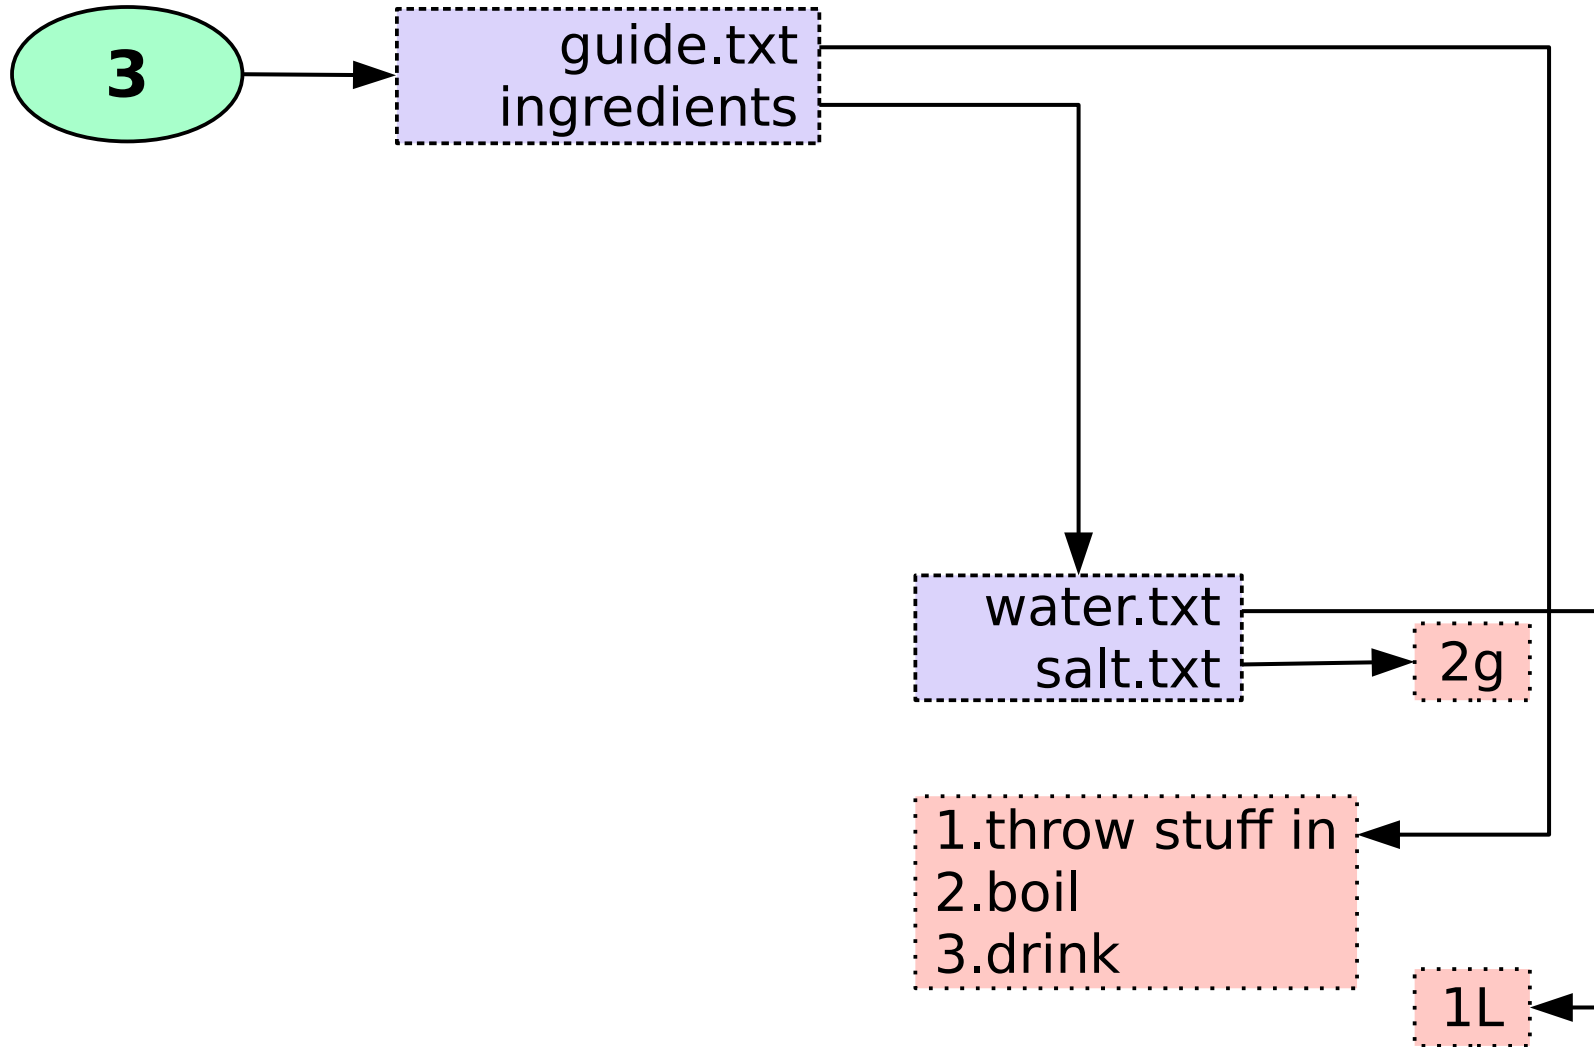 3
guide.txt
ingredients
water.txt
salt.txt
2g
1.throw stuff in
2.boil
3.drink
1L